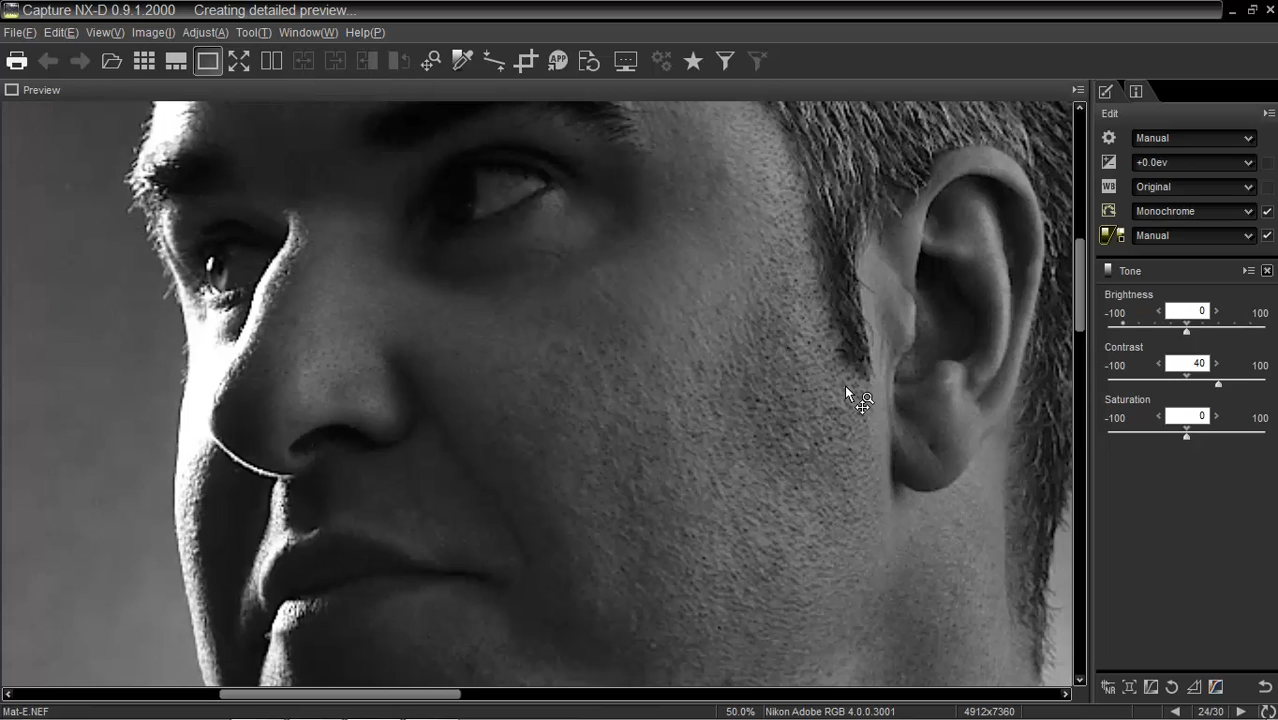 Capture NX-D 0.9.1.2000 Creating detailed preview...
File(F) Edit(E) View(V) Image(I) Adjust(A) Tool(T) Window(W) Help(P)
APP
Preview
Edit
Manual
+0.0ev
WB Original
Monochrome
Manual
Tone
Brightness
-100 0 100
Contrast
-100 40 100
Saturation
-100 0 100
NR
Mat-E.NEF 50.0% Nikon Adobe RGB 4.0.0.3001 4912x7360 24/30